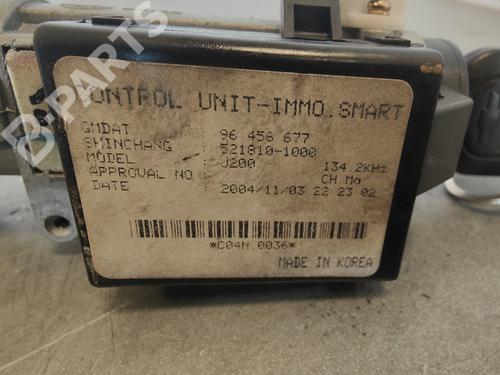 CONTROL UNIT-IMMO.SMART
GMDAT 96 456 677
SHINCHANG 521810-1000
MODEL J200 134.2KHz
APPROVAL NO CH Ma
DATE 2004/11/03 22 23 02
*C04N 0036*
MADE IN KOREA